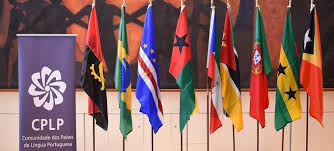 CPLP
Comunidade dos Países
de Língua Portuguesa